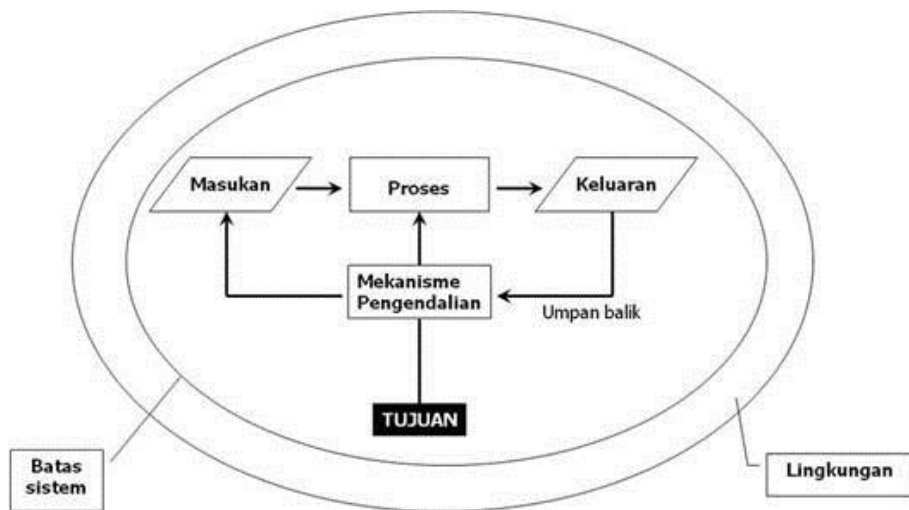 Masukan
Proses
Keluaran
Mekanisme
Pengendalian
Umpan balik
TUJUAN
Batas
sistem
Lingkungan